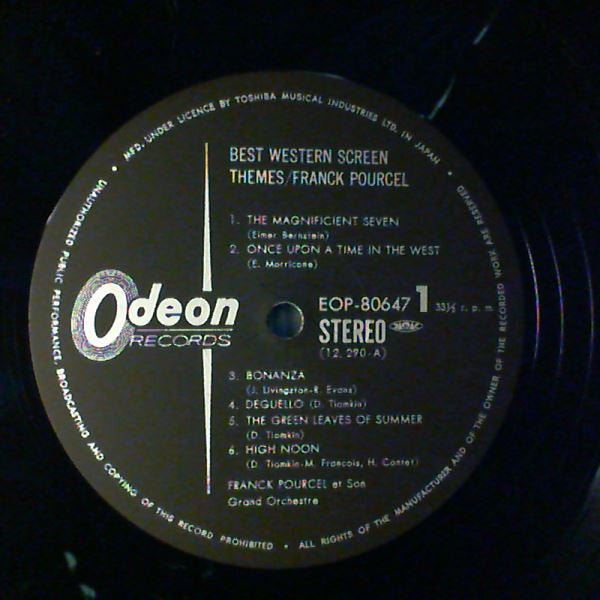 MFD. UNDER LICENCE BY TOSHIBA MUSICAL INDUSTRIES LTD. IN JAPAN
BEST WESTERN SCREEN
THEMES/FRANCK POURCEL
1. THE MAGNIFICIENT SEVEN
(Elmer Bernstein)
2. ONCE UPON A TIME IN THE WEST
(E. Morricone)
Odeon
RECORDS
EOP-80647 1 33⅓ r. p. m.
STEREO
(12, 290-A)
3. BONANZA
(J. Livingston-R. Evans)
4. DEGUELLO (D. Tiomkin)
5. THE GREEN LEAVES OF SUMMER
(D. Tiomkin)
6. HIGH NOON
(D. Tiomkin-M. Francois, H. Contet)
FRANCK POURCEL et Son
Grand Orchestre
UNAUTHORIZED PUBLIC PERFORMANCE, BROADCASTING AND COPYING OF THIS RECORD PROHIBITED • ALL RIGHTS OF THE MANUFACTURER AND OF THE OWNER OF THE RECORDED WORK ARE RESERVED •